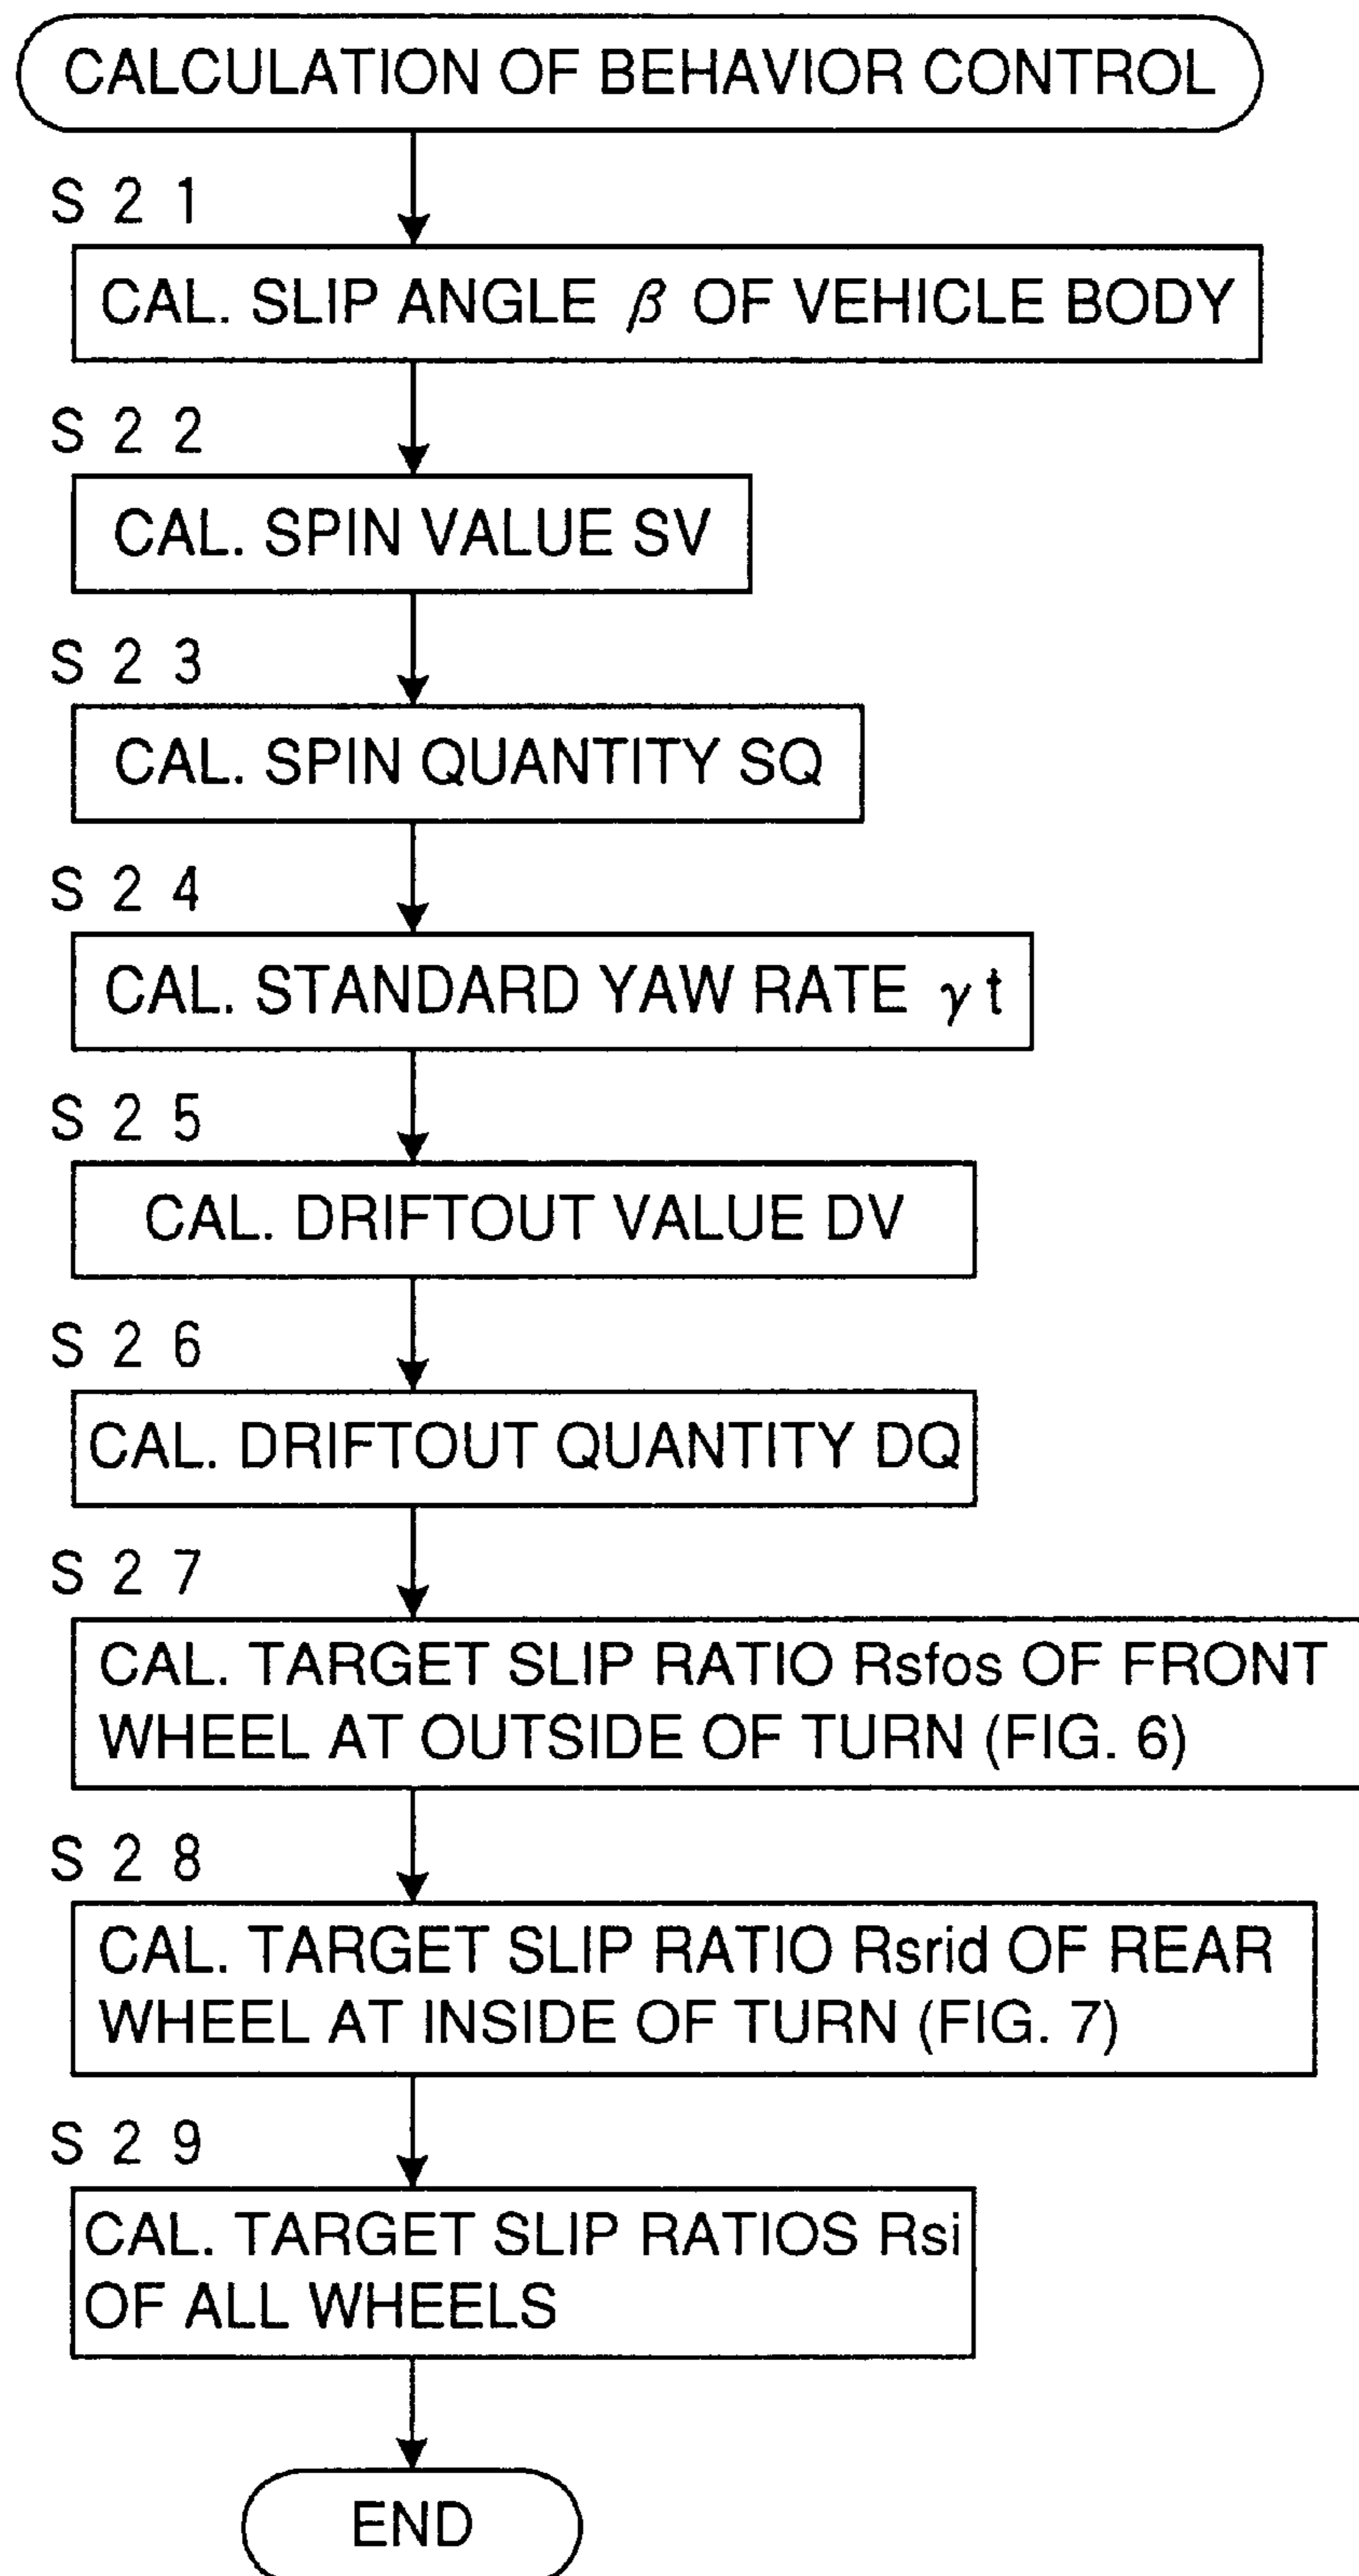 CALCULATION OF BEHAVIOR CONTROL
S 2 1
CAL. SLIP ANGLE β OF VEHICLE BODY
S 2 2
CAL. SPIN VALUE SV
S 2 3
CAL. SPIN QUANTITY SQ
S 2 4
CAL. STANDARD YAW RATE γt
S 2 5
CAL. DRIFTOUT VALUE DV
S 2 6
CAL. DRIFTOUT QUANTITY DQ
S 2 7
CAL. TARGET SLIP RATIO Rsfos OF FRONT
WHEEL AT OUTSIDE OF TURN (FIG. 6)
S 2 8
CAL. TARGET SLIP RATIO Rsrid OF REAR
WHEEL AT INSIDE OF TURN (FIG. 7)
S 2 9
CAL. TARGET SLIP RATIOS Rsi
OF ALL WHEELS
END